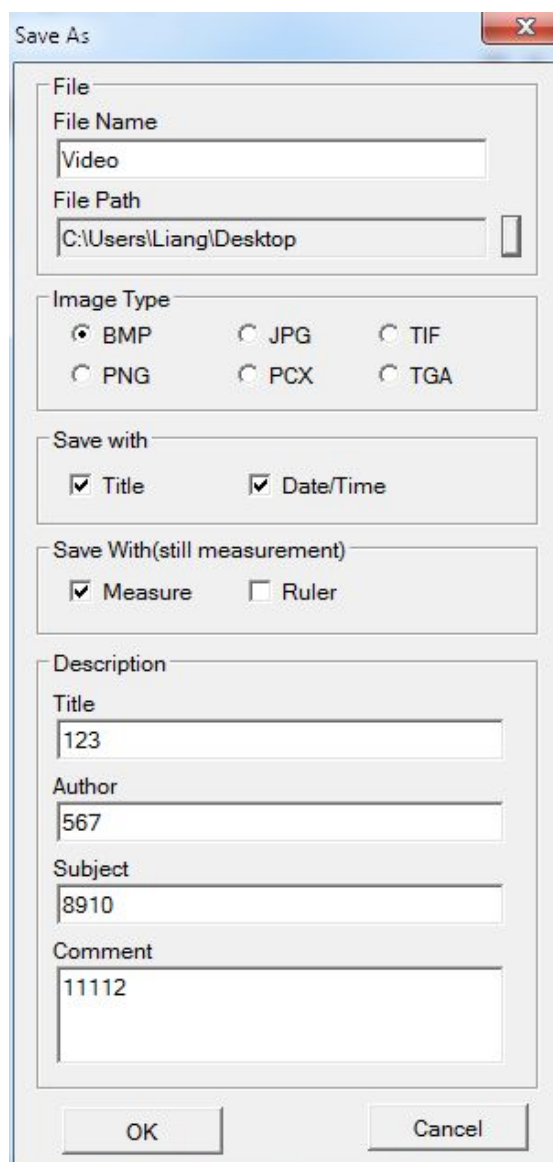 Save As
File
File Name
Video
File Path
C:\Users\Liang\Desktop
Image Type
BMP JPG TIF
PNG PCX TGA
Save with
Title Date/Time
Save With(still measurement)
Measure Ruler
Description
Title
123
Author
567
Subject
8910
Comment
11112
OK Cancel